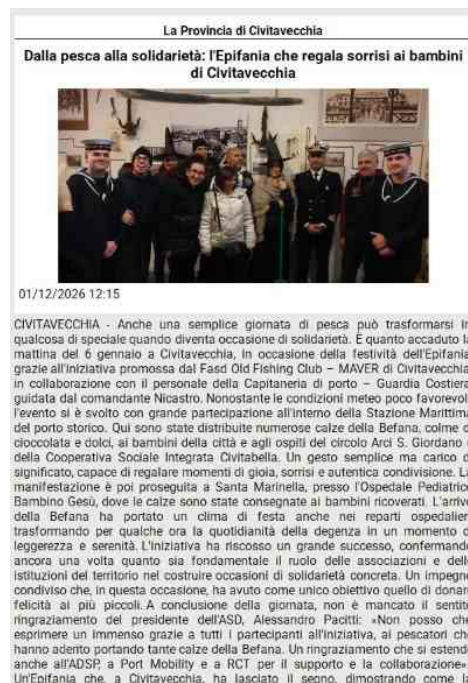 La Provincia di Civitavecchia
Dalla pesca alla solidarietà: l'Epifania che regala sorrisi ai bambini
di Civitavecchia
01/12/2026 12:15
CIVITAVECCHIA - Anche una semplice giornata di pesca può trasformarsi in
qualcosa di speciale quando diventa occasione di solidarietà. È quanto accaduto la
mattina del 6 gennaio a Civitavecchia, in occasione della festività dell'Epifania
grazie all'iniziativa promossa dal Fasd Old Fishing Club – MAVER di Civitavecchia
in collaborazione con il personale della Capitaneria di porto – Guardia Costiera
guidata dal comandante Nicastro. Nonostante le condizioni meteo poco favorevoli
l'evento si è svolto con grande partecipazione all'interno della Stazione Marittima
del porto storico. Qui sono state distribuite numerose calze della Befana, colme di
cioccolata e dolci, ai bambini della città e agli ospiti del circolo Arci S. Giordano
della Cooperativa Sociale Integrata Civitabella. Un gesto semplice ma carico di
significato, capace di regalare momenti di gioia, sorrisi e autentica condivisione. La
manifestazione è poi proseguita a Santa Marinella, presso l'Ospedale Pediatrico
Bambino Gesù, dove le calze sono state consegnate ai bambini ricoverati. L'arrivo
della Befana ha portato un clima di festa anche nei reparti ospedalieri
trasformando per qualche ora la quotidianità della degenza in un momento di
leggerezza e serenità. L'iniziativa ha riscosso un grande successo, confermando
ancora una volta quanto sia fondamentale il ruolo delle associazioni e delle
istituzioni del territorio nel costruire occasioni di solidarietà concreta. Un impegno
condiviso che, in questa occasione, ha avuto come unico obiettivo quello di donare
felicità ai più piccoli. A conclusione della giornata, non è mancato il sentito
ringraziamento del presidente dell'ASD, Alessandro Pacitti: «Non posso che
esprimere un immenso grazie a tutti i partecipanti all'iniziativa, ai pescatori che
hanno aderito portando tante calze della Befana. Un ringraziamento che si estende
anche all'ADSP, a Port Mobility e a RCT per il supporto e la collaborazione»
Un'Epifania che, a Civitavecchia, ha lasciato il segno, dimostrando come la